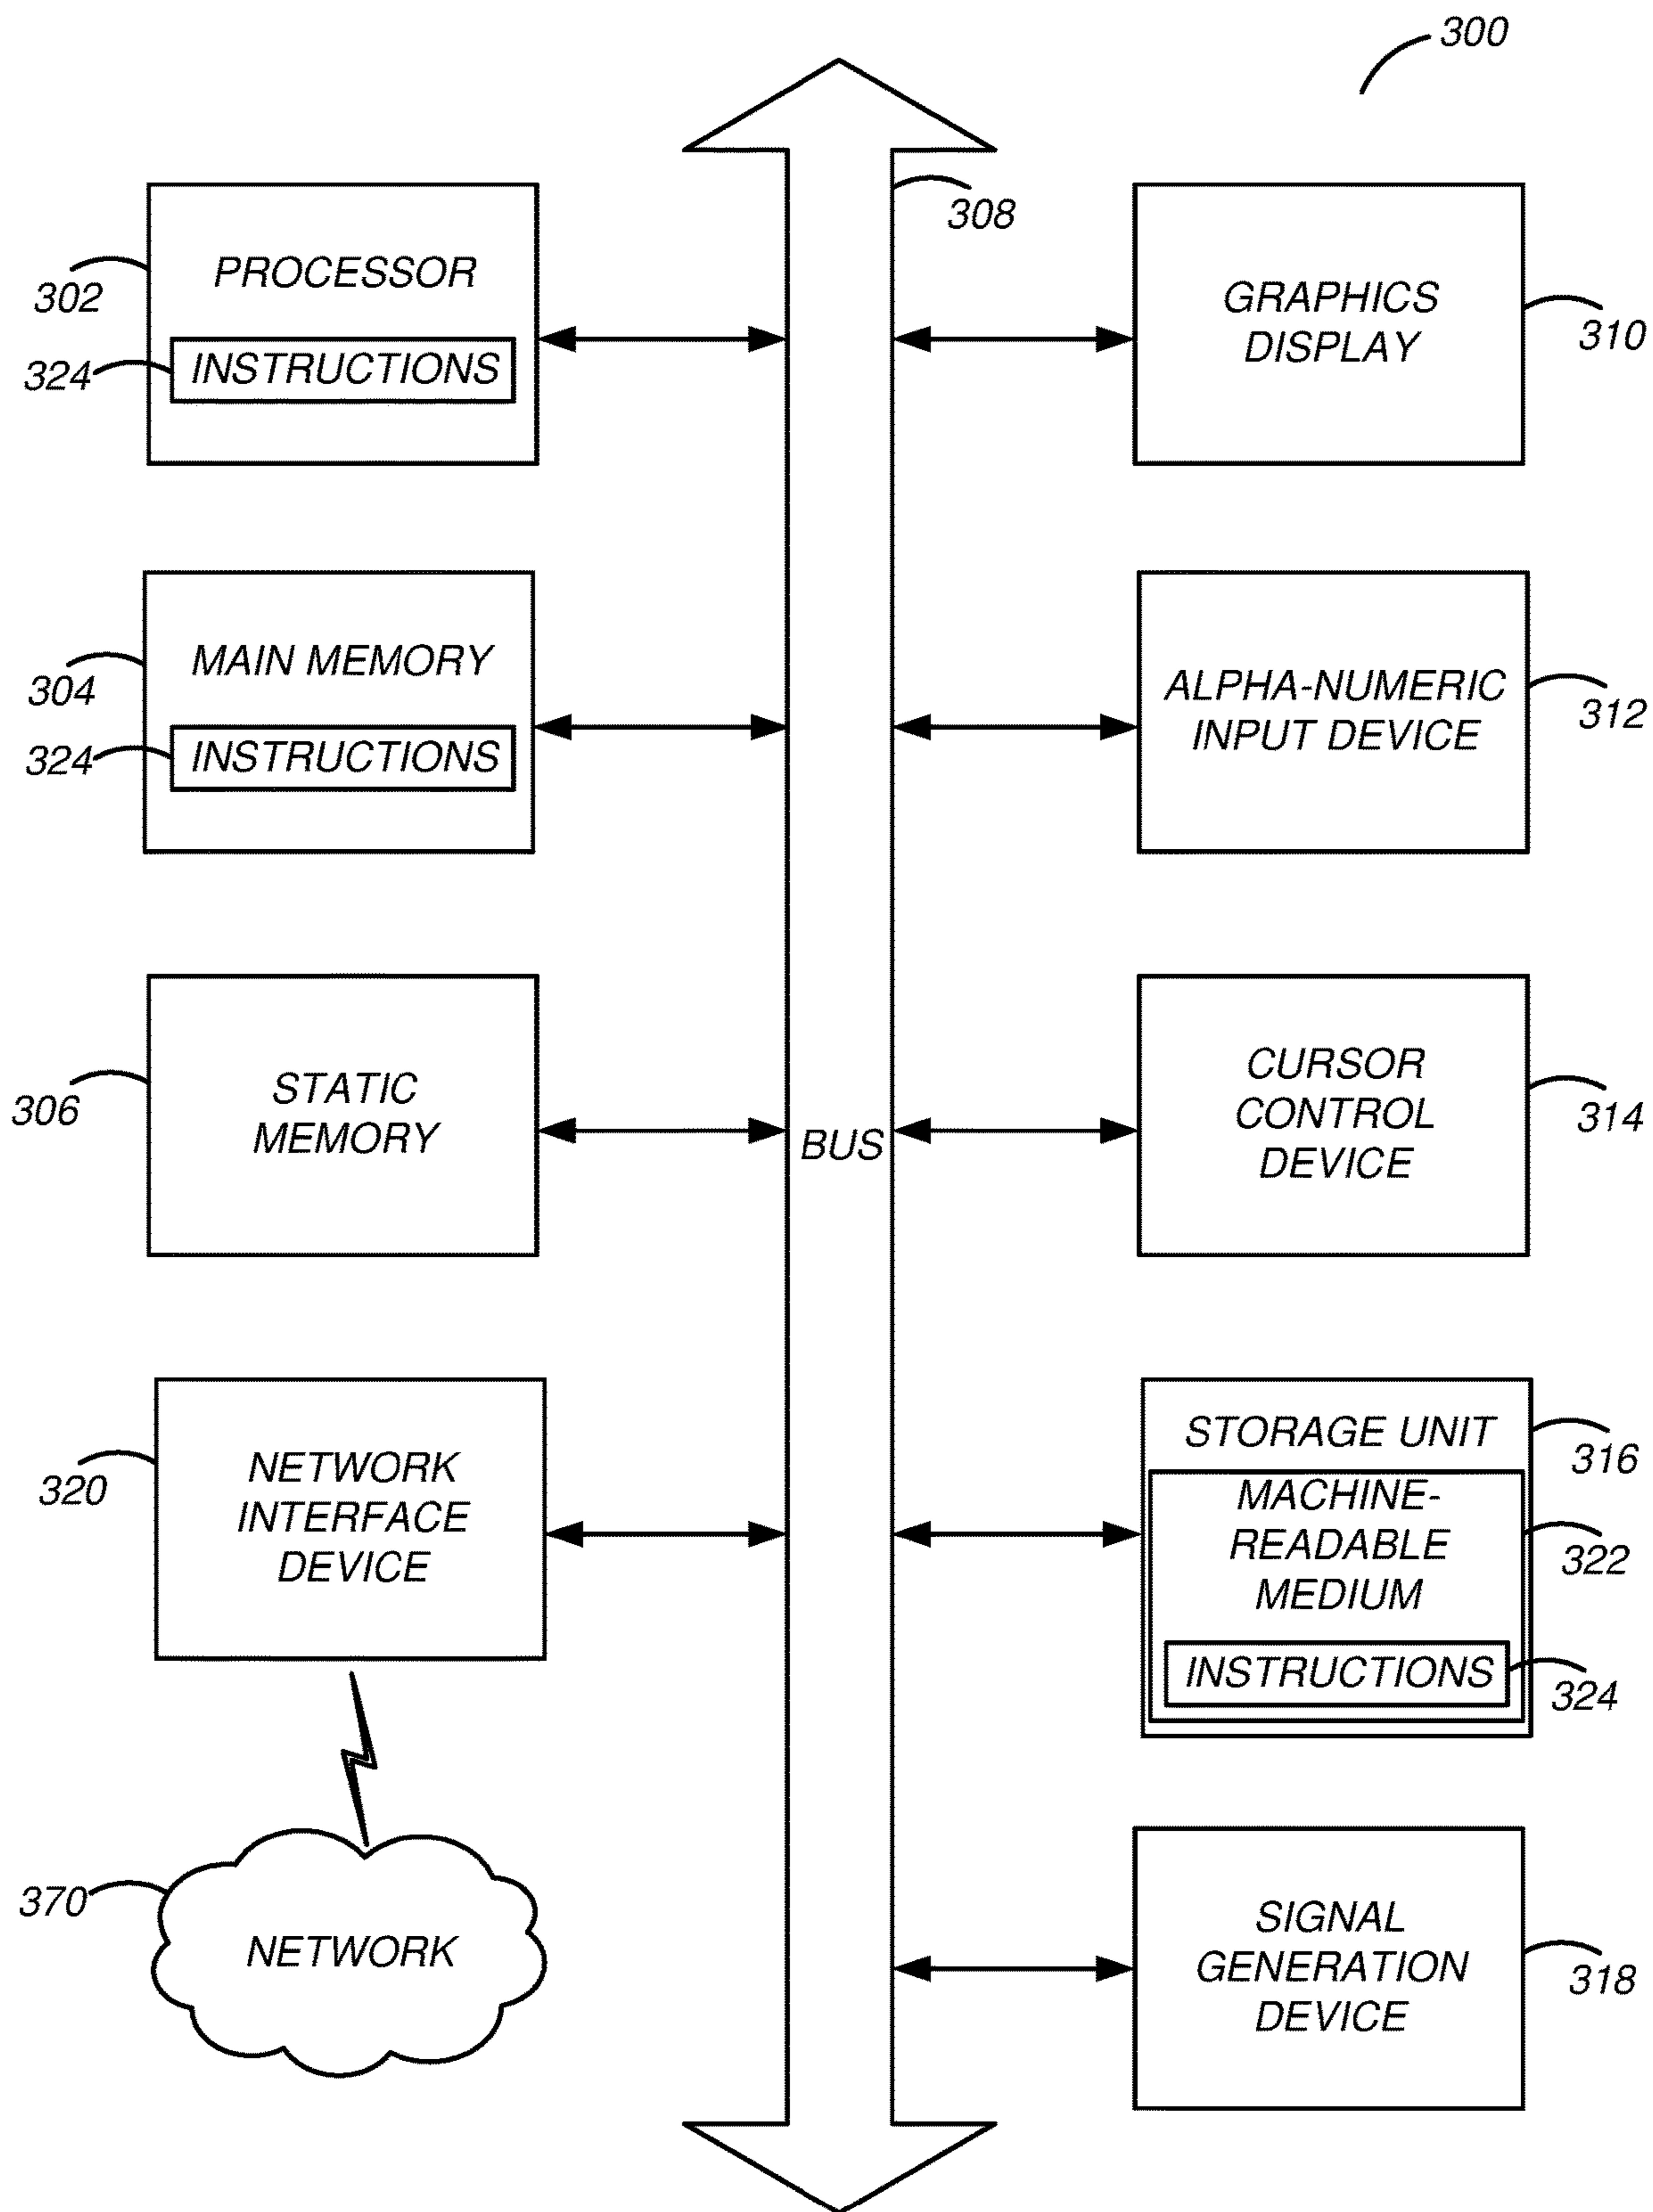 300
308
PROCESSOR
302
INSTRUCTIONS
324
GRAPHICS
DISPLAY
310
MAIN MEMORY
304
INSTRUCTIONS
324
ALPHA-NUMERIC
INPUT DEVICE
312
STATIC
MEMORY
306
BUS
CURSOR
CONTROL
DEVICE
314
NETWORK
INTERFACE
DEVICE
320
STORAGE UNIT
316
MACHINE-
READABLE
MEDIUM
322
INSTRUCTIONS
324
370
NETWORK
SIGNAL
GENERATION
DEVICE
318